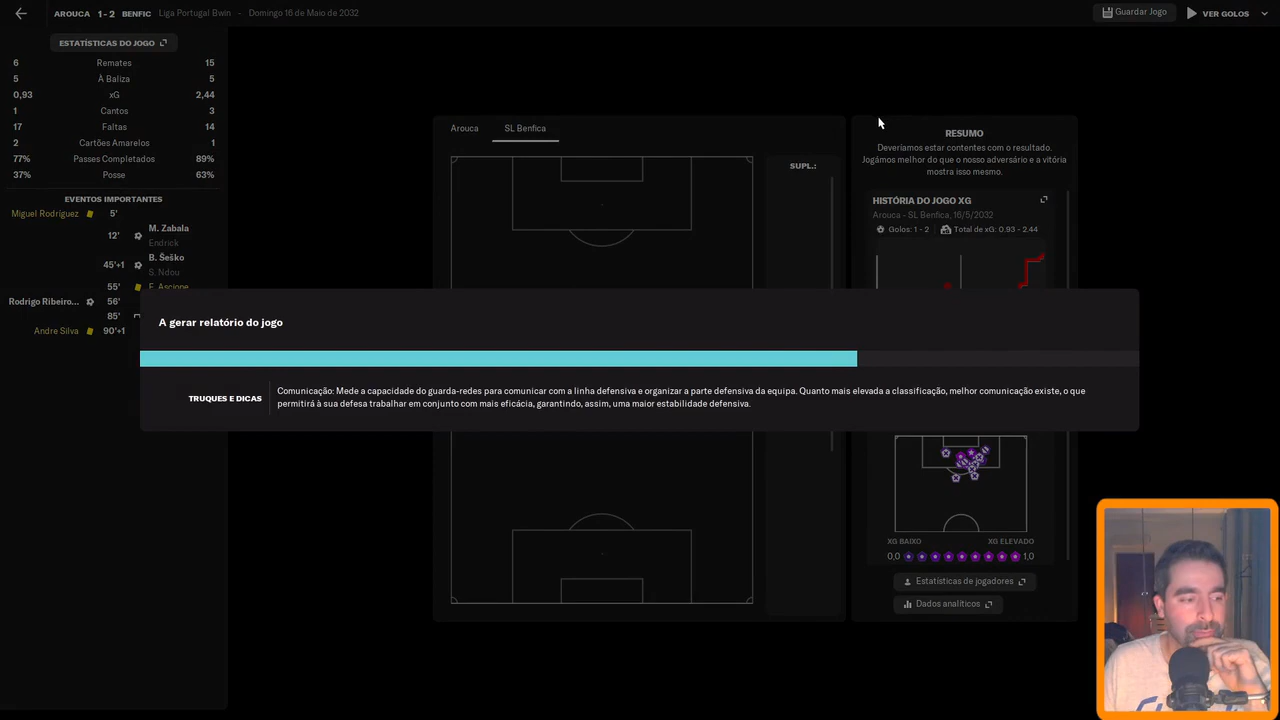 AROUCA 1-2 BENFIC Liga Portugal Bwin - Domingo 16 de Maio de 2032
Guardar Jogo
VER GOLOS
ESTATÍSTICAS DO JOGO
6 Remates 15
5 À Baliza 5
0,93 xG 2,44
1 Cantos 3
17 Faltas 14
2 Cartões Amarelos 1
77% Passes Completados 89%
37% Posse 63%
EVENTOS IMPORTANTES
Miguel Rodríguez 5'
12' M. Zabala
Endrick
45'+1 B. Šeško
S. Ndou
55' F. Ascione
Rodrigo Ribeiro... 56'
85'
Andre Silva 90'+1
Arouca SL Benfica
SUPL.:
RESUMO
Deveríamos estar contentes com o resultado.
Jogámos melhor do que o nosso adversário e a vitória
mostra isso mesmo.
HISTÓRIA DO JOGO XG
Arouca - SL Benfica, 16/5/2032
Golos: 1 - 2 Total de xG: 0.93 - 2.44
A gerar relatório do jogo
TRUQUES E DICAS
Comunicação: Mede a capacidade do guarda-redes para comunicar com a linha defensiva e organizar a parte defensiva da equipa. Quanto mais elevada a classificação, melhor comunicação existe, o que
permitirá à sua defesa trabalhar em conjunto com mais eficácia, garantindo, assim, uma maior estabilidade defensiva.
XG BAIXO XG ELEVADO
0,0 1,0
Estatísticas de jogadores
Dados analíticos